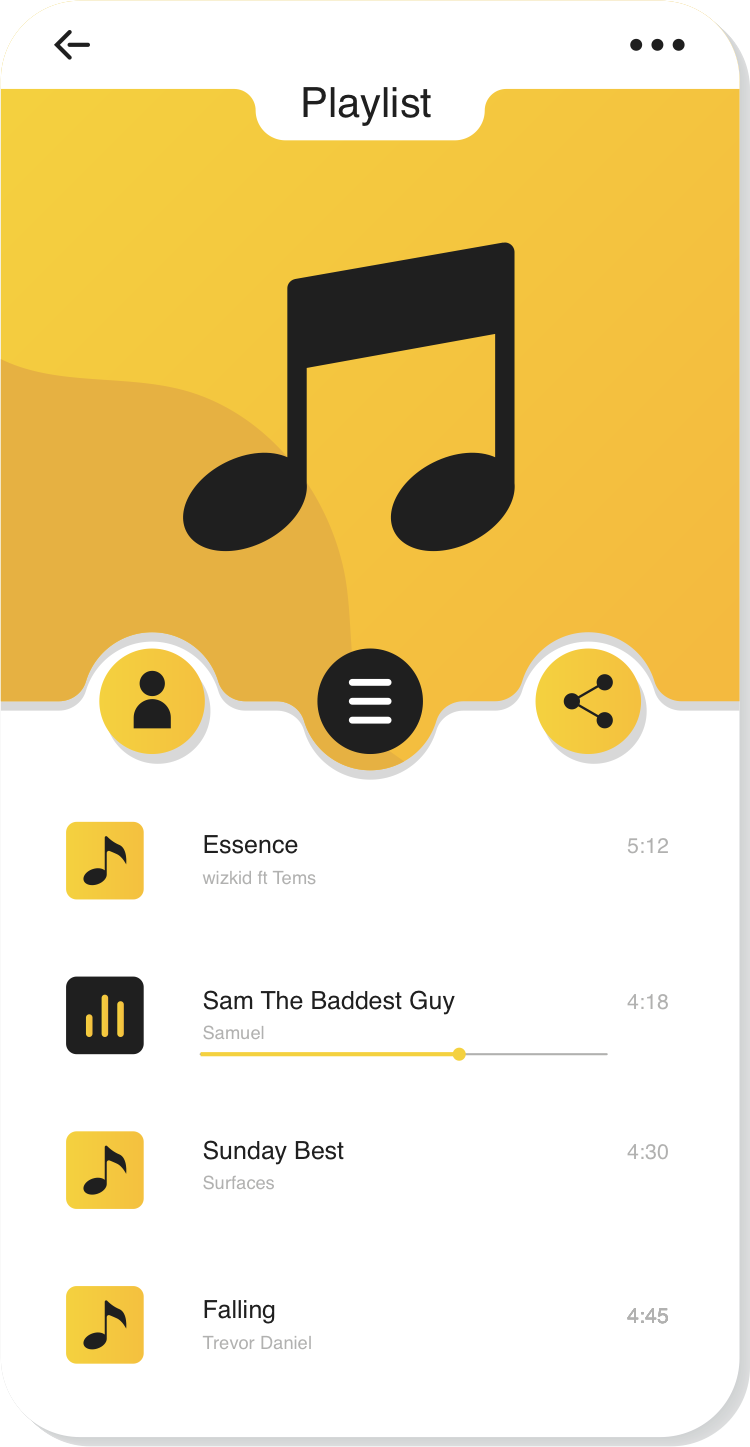 Playlist
Essence
5:12
wizkid ft Tems
Sam The Baddest Guy
4:18
Samuel
Sunday Best
4:30
Surfaces
Falling
4:45
Trevor Daniel